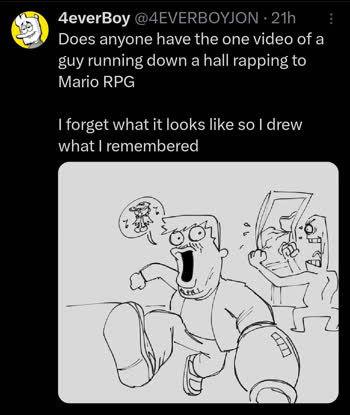 4everBoy @4EVERBOYJON · 21h
Does anyone have the one video of a
guy running down a hall rapping to
Mario RPG
I forget what it looks like so I drew
what I remembered